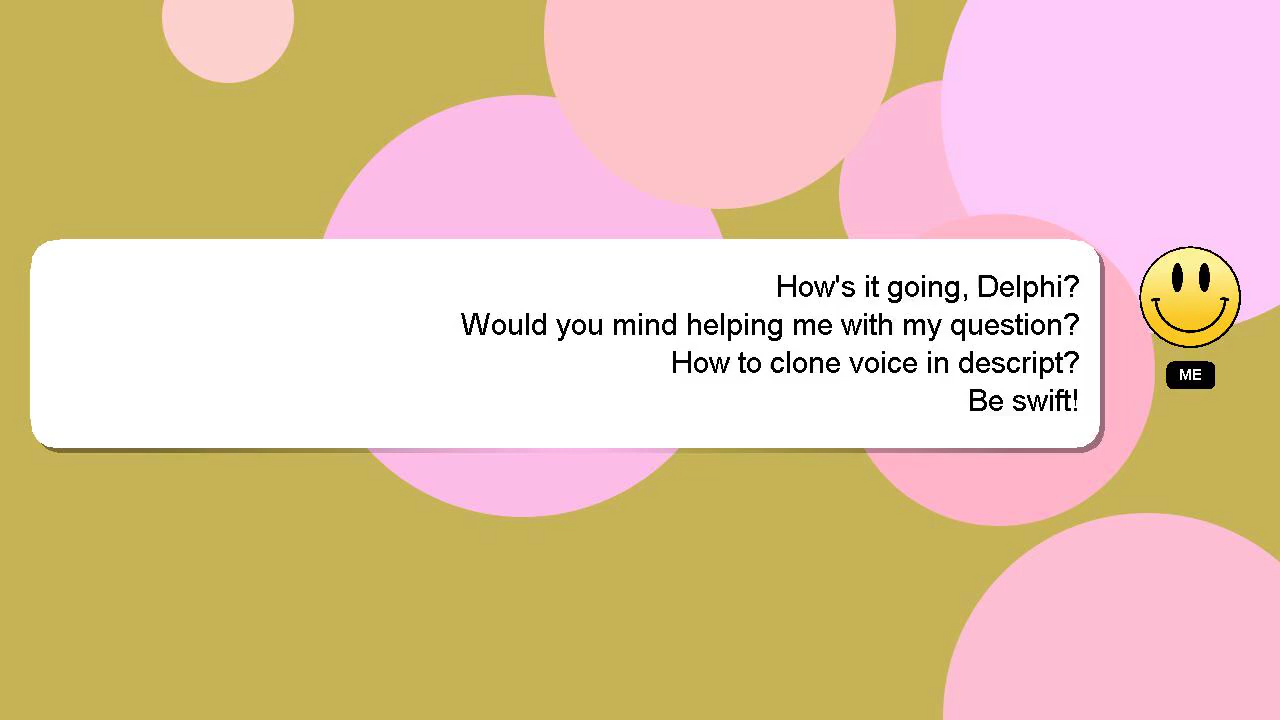 How's it going, Delphi?
Would you mind helping me with my question?
How to clone voice in descript?
Be swift!
ME